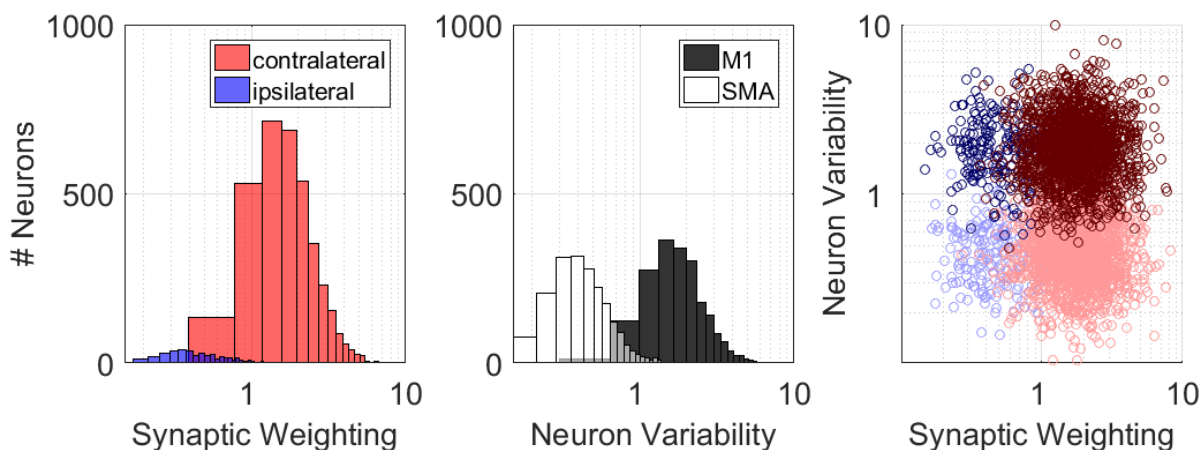 1000
500
0
# Neurons
contralateral
ipsilateral
1
10
Synaptic Weighting
1000
500
0
M1
SMA
1
10
Neuron Variability
10
1
Neuron Variability
1
10
Synaptic Weighting